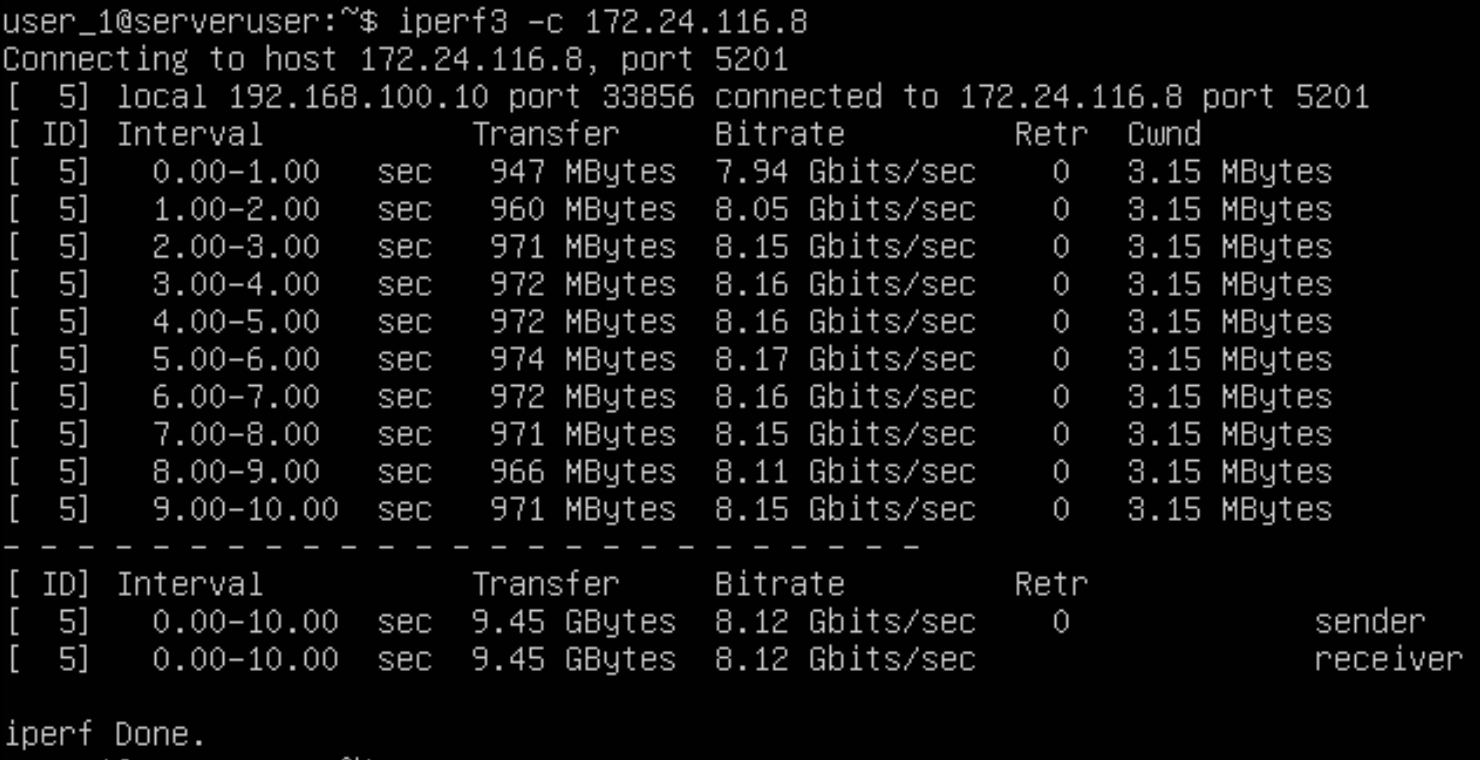 user_1@serveruser:~$ iperf3 -c 172.24.116.8
Connecting to host 172.24.116.8, port 5201
[  5] local 192.168.100.10 port 33856 connected to 172.24.116.8 port 5201
[ ID] Interval           Transfer     Bitrate         Retr  Cwnd
[  5]   0.00-1.00   sec   947 MBytes  7.94 Gbits/sec    0   3.15 MBytes
[  5]   1.00-2.00   sec   960 MBytes  8.05 Gbits/sec    0   3.15 MBytes
[  5]   2.00-3.00   sec   971 MBytes  8.15 Gbits/sec    0   3.15 MBytes
[  5]   3.00-4.00   sec   972 MBytes  8.16 Gbits/sec    0   3.15 MBytes
[  5]   4.00-5.00   sec   972 MBytes  8.16 Gbits/sec    0   3.15 MBytes
[  5]   5.00-6.00   sec   974 MBytes  8.17 Gbits/sec    0   3.15 MBytes
[  5]   6.00-7.00   sec   972 MBytes  8.16 Gbits/sec    0   3.15 MBytes
[  5]   7.00-8.00   sec   971 MBytes  8.15 Gbits/sec    0   3.15 MBytes
[  5]   8.00-9.00   sec   966 MBytes  8.11 Gbits/sec    0   3.15 MBytes
[  5]   9.00-10.00  sec   971 MBytes  8.15 Gbits/sec    0   3.15 MBytes
- - - - - - - - - - - - - - - - - - - - - - - - -
[ ID] Interval           Transfer     Bitrate         Retr
[  5]   0.00-10.00  sec  9.45 GBytes  8.12 Gbits/sec    0             sender
[  5]   0.00-10.00  sec  9.45 GBytes  8.12 Gbits/sec                  receiver

iperf Done.